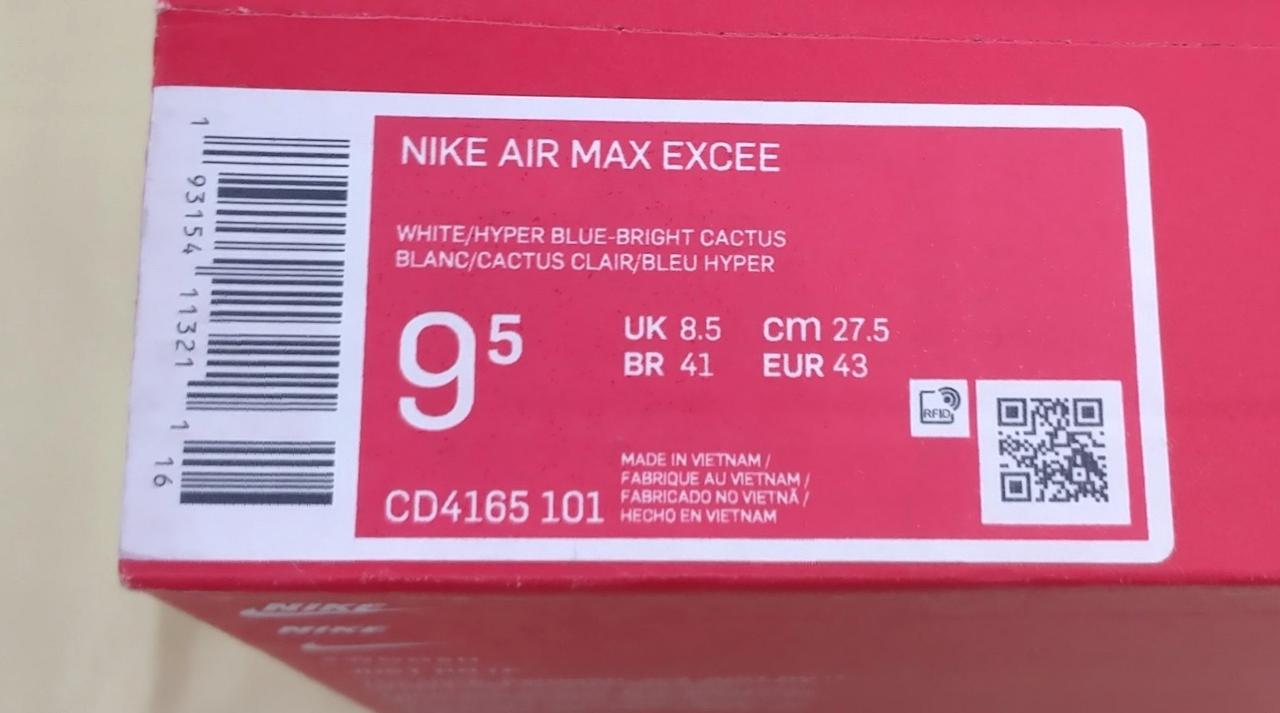 NIKE AIR MAX EXCEE
WHITE/HYPER BLUE-BRIGHT CACTUS
BLANC/CACTUS CLAIR/BLEU HYPER
9⁵
UK 8.5 cm 27.5
BR 41 EUR 43
RFID
MADE IN VIETNAM /
FABRIQUE AU VIETNAM /
FABRICADO NO VIETNÃ /
HECHO EN VIETNAM
CD4165 101
1 93154 11321 1 16
NIKE
NIKE